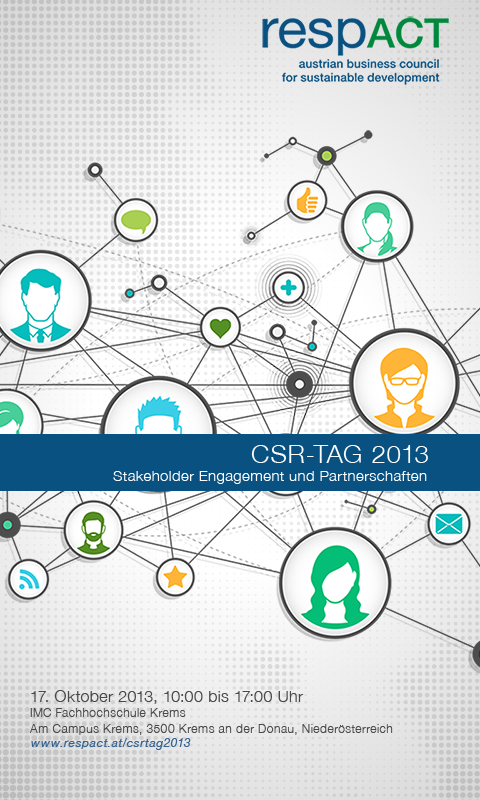 respACT
austrian business council
for sustainable development
CSR-TAG 2013
Stakeholder Engagement und Partnerschaften
17. Oktober 2013, 10:00 bis 17:00 Uhr
IMC Fachhochschule Krems
Am Campus Krems, 3500 Krems an der Donau, Niederösterreich
www.respact.at/csrtag2013